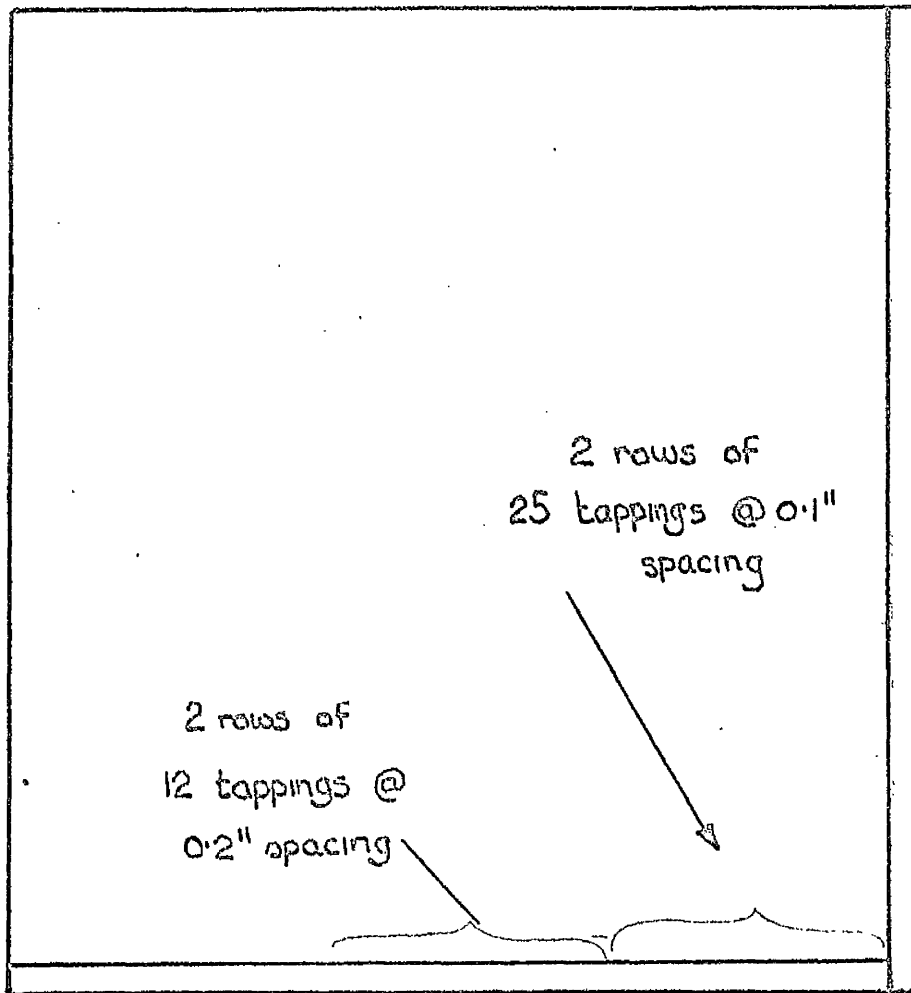 2 rows of
25 tappings @ 0.1"
spacing
2 rows of
12 tappings @
0.2" spacing